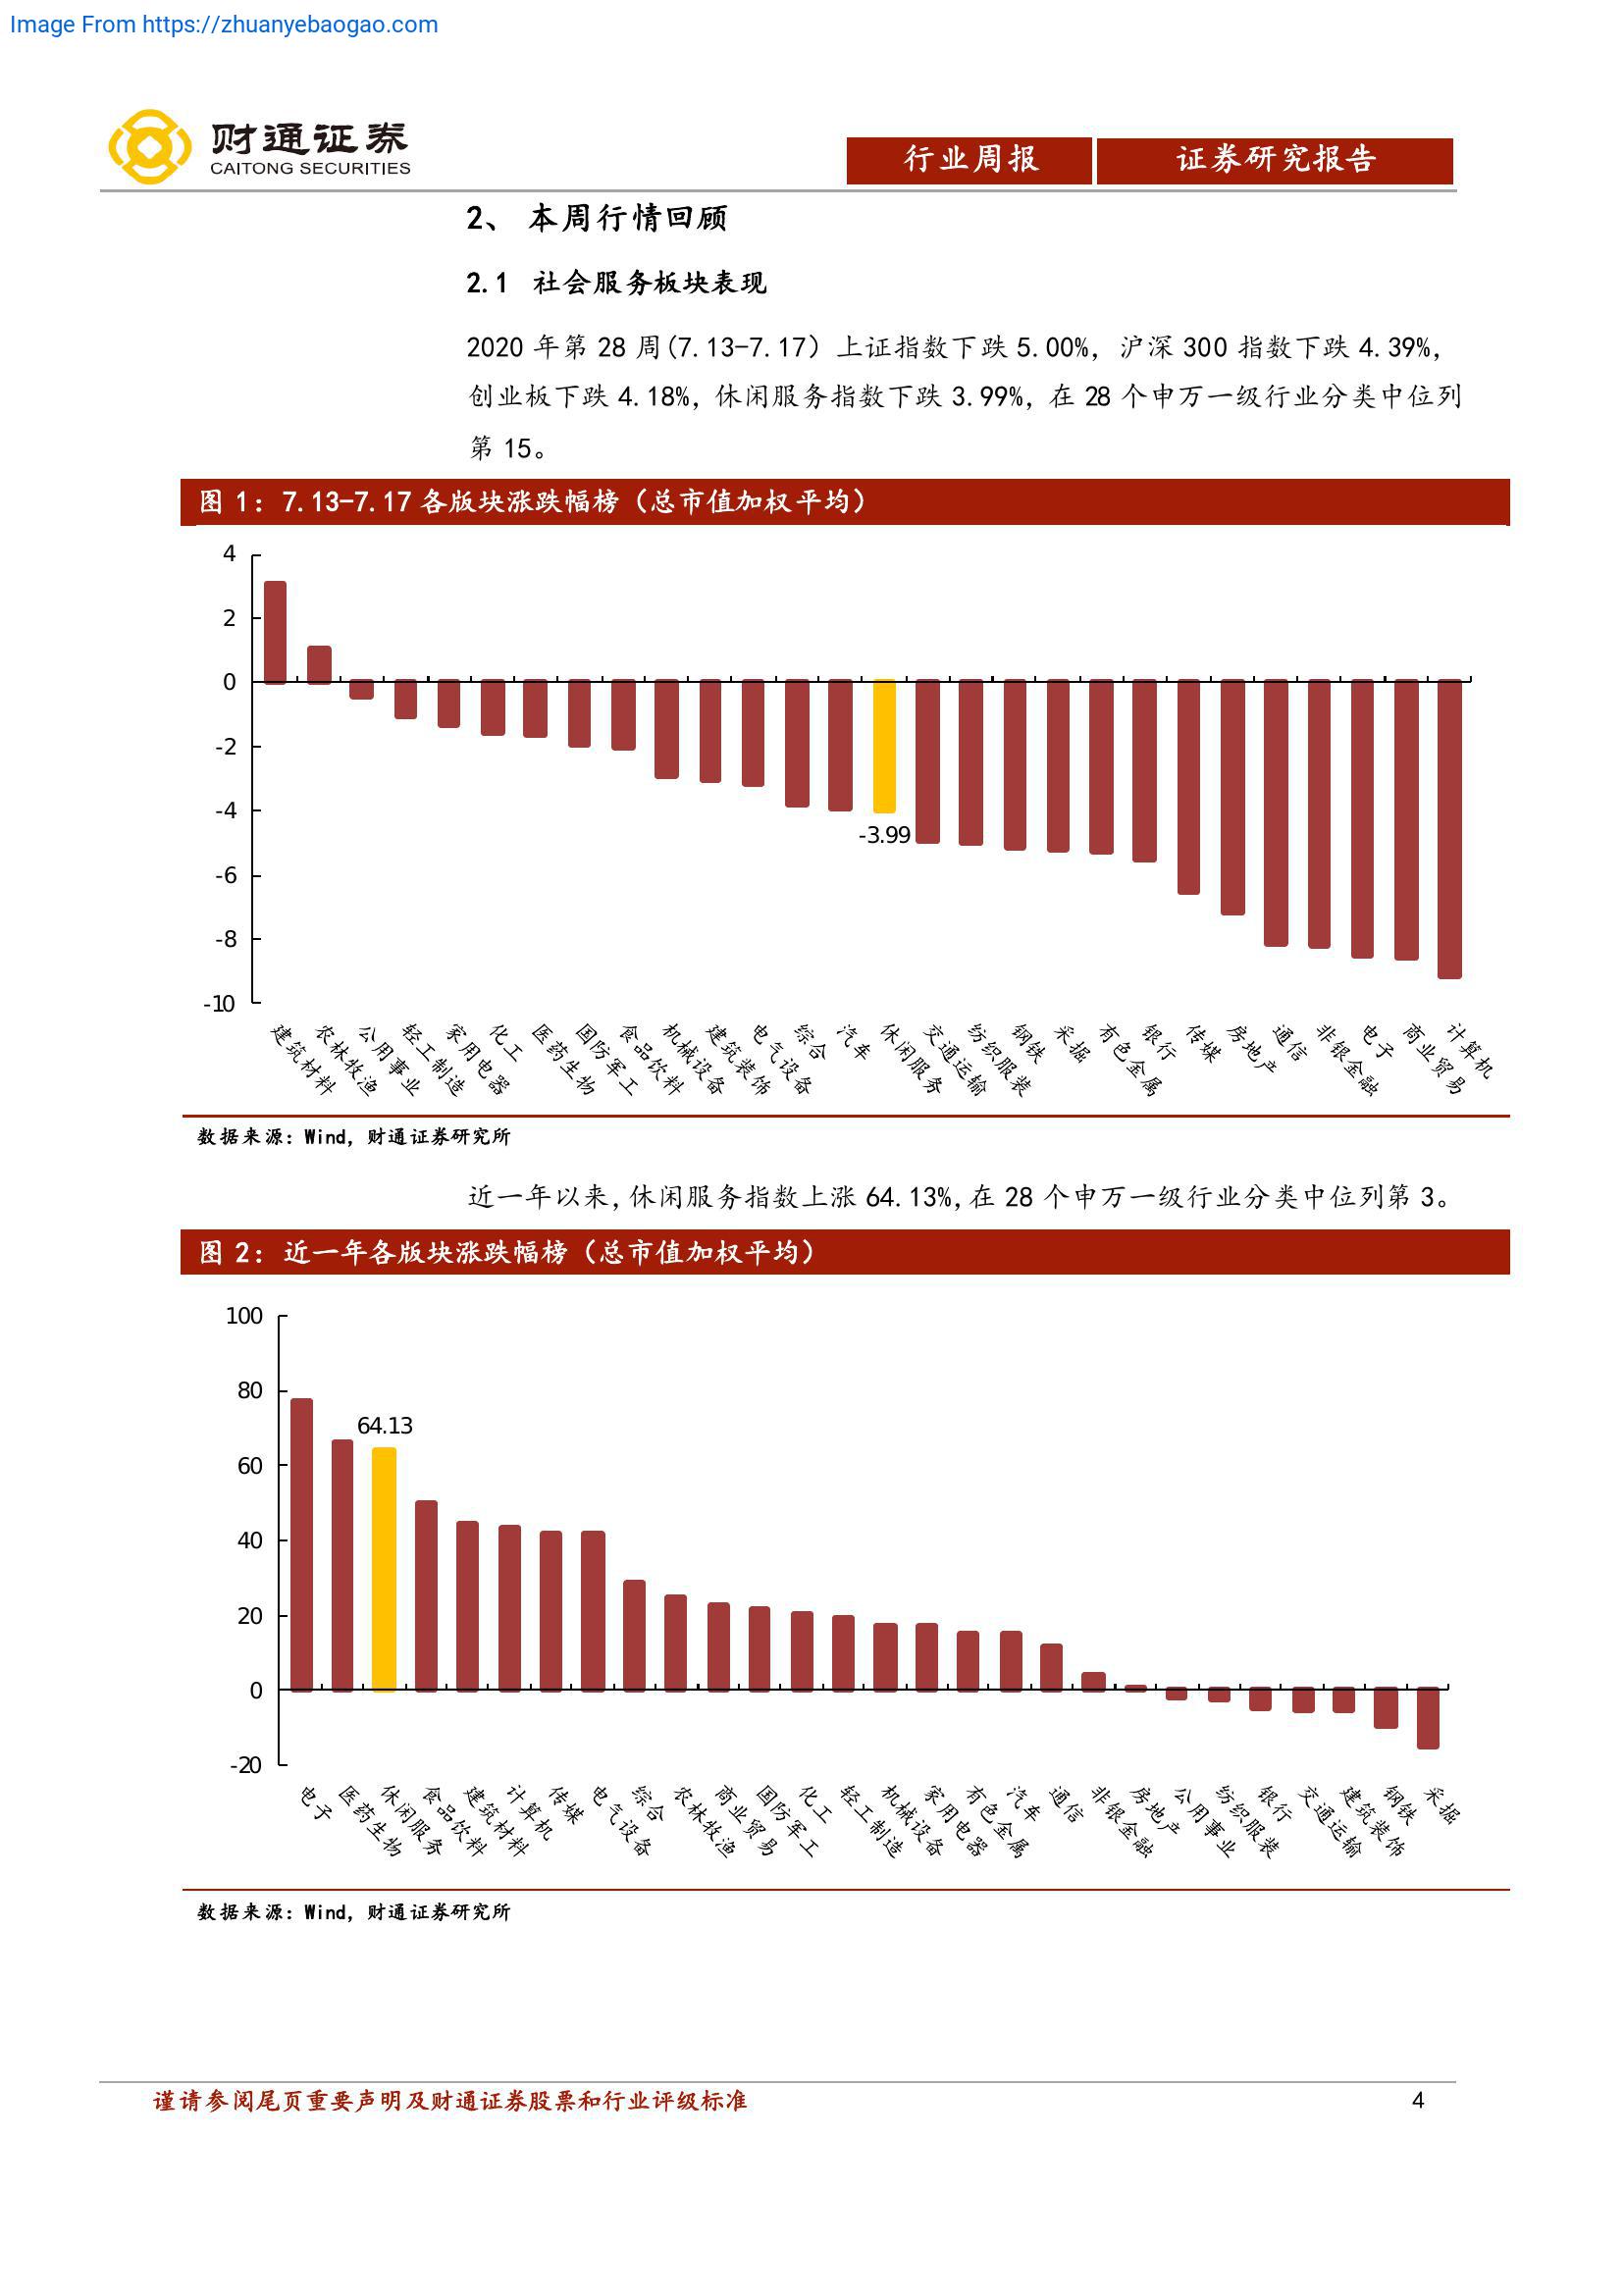 Image From https://zhuanyebaogao.com
财通证券
CAITONG SECURITIES
行业周报
证券研究报告
2、 本周行情回顾
2.1 社会服务板块表现
2020 年第 28 周(7.13-7.17) 上证指数下跌 5.00%, 沪深 300 指数下跌 4.39%,
创业板下跌 4.18%, 休闲服务指数下跌 3.99%, 在 28 个申万一级行业分类中位列
第 15。
图 1: 7.13-7.17 各版块涨跌幅榜（总市值加权平均）
4
2
0
-2
-4
-6
-8
-10
-3.99
建筑材料
农林牧渔
公用事业
轻工制造
家用电器
化工
医药生物
国防军工
食品饮料
机械设备
建筑装饰
电气设备
综合
汽车
休闲服务
交通运输
纺织服装
钢铁
采掘
有色金属
银行
传媒
房地产
通信
非银金融
电子
商业贸易
计算机
数据来源: Wind, 财通证券研究所
近一年以来, 休闲服务指数上涨 64.13%, 在 28 个申万一级行业分类中位列第 3。
图 2: 近一年各版块涨跌幅榜（总市值加权平均）
100
80
60
40
20
0
-20
64.13
电子
医药生物
休闲服务
食品饮料
建筑材料
计算机
传媒
电气设备
综合
农林牧渔
商业贸易
国防军工
化工
轻工制造
机械设备
家用电器
有色金属
汽车
通信
非银金融
房地产
公用事业
纺织服装
银行
交通运输
建筑装饰
钢铁
采掘
数据来源: Wind, 财通证券研究所
谨请参阅尾页重要声明及财通证券股票和行业评级标准
4